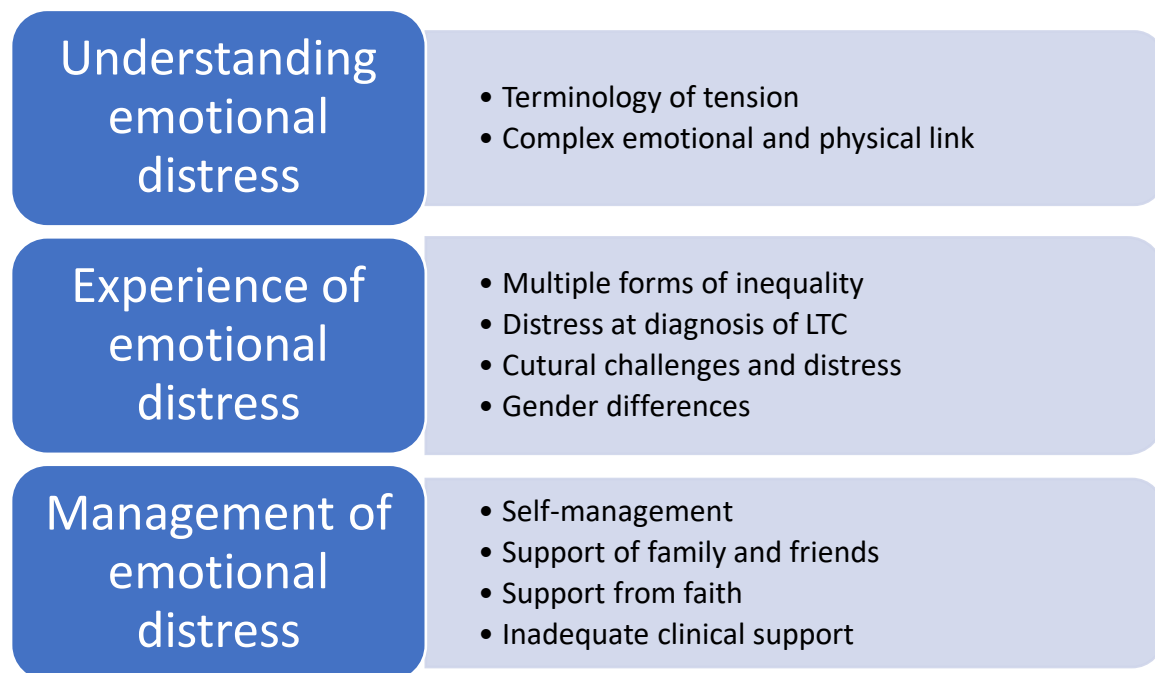 Understanding
emotional
distress
• Terminology of tension
• Complex emotional and physical link
Experience of
emotional
distress
• Multiple forms of inequality
• Distress at diagnosis of LTC
• Cutural challenges and distress
• Gender differences
Management of
emotional
distress
• Self-management
• Support of family and friends
• Support from faith
• Inadequate clinical support